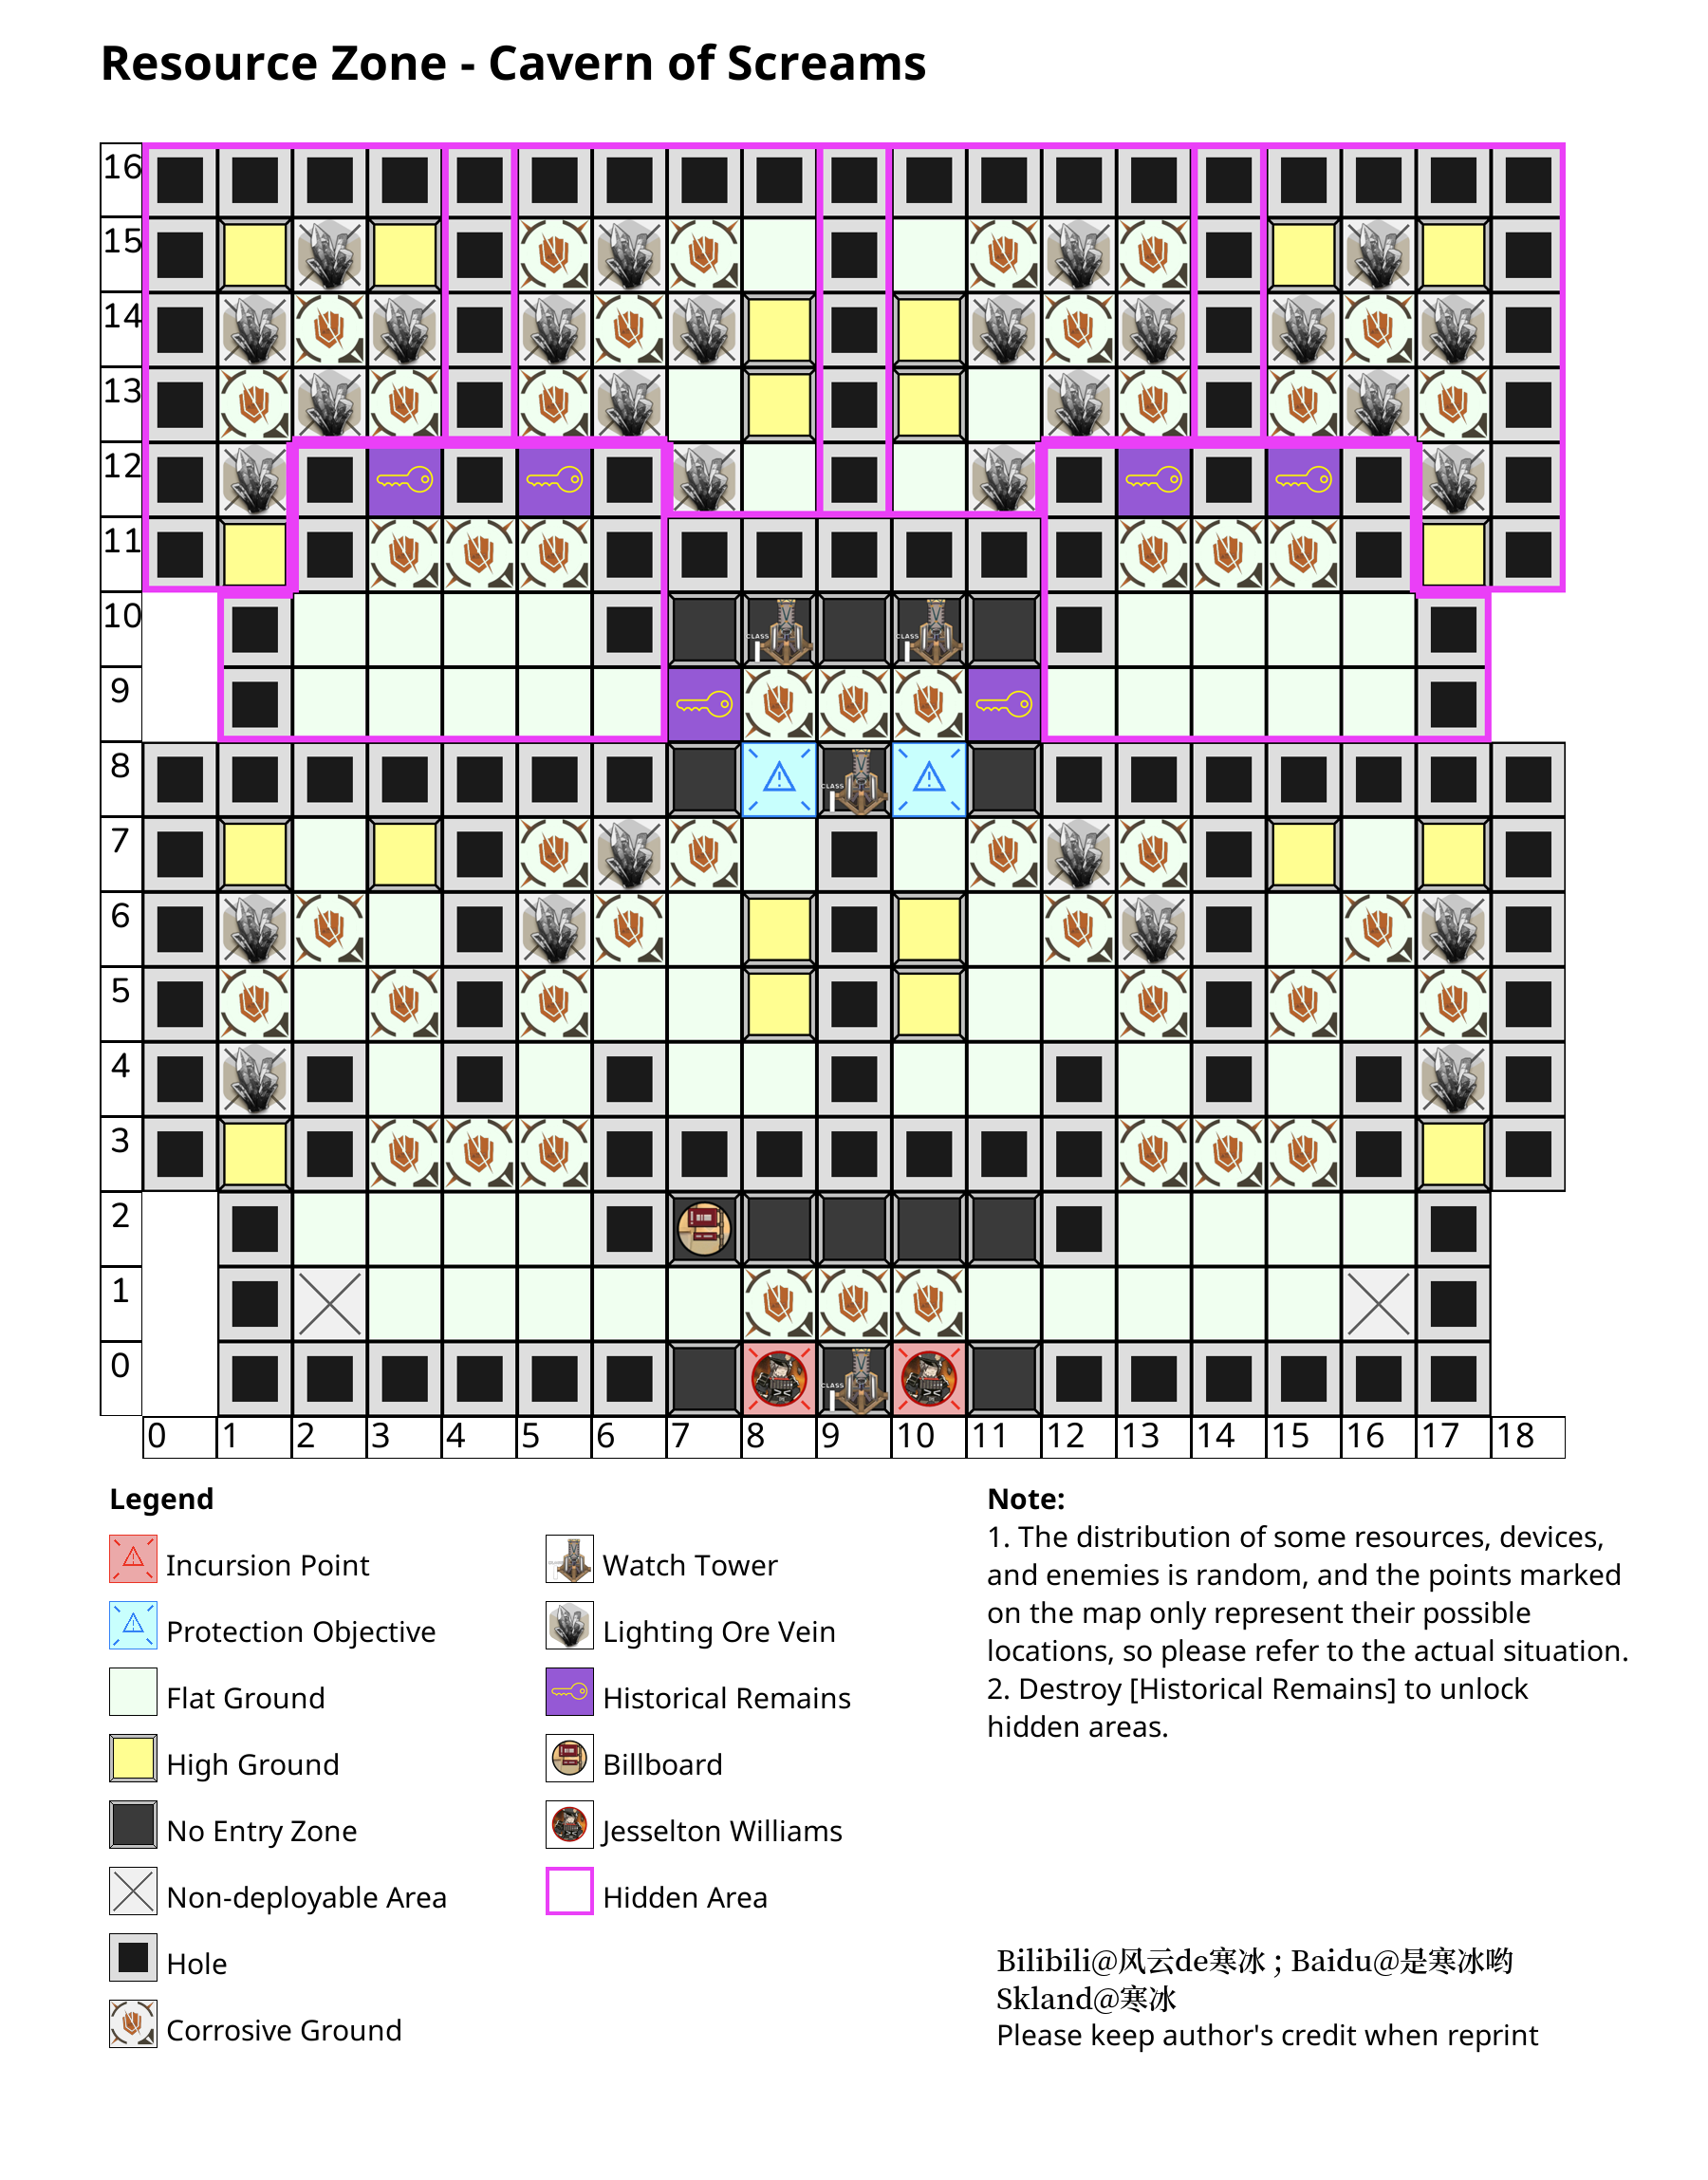 Resource Zone - Cavern of Screams
16
15
14
13
12
11
10
CLASS
CLASS
9
8
CLASS
7
6
5
4
3
2
1
0
CLASS
0 1 2 3 4 5 6 7 8 9 10 11 12 13 14 15 16 17 18
Legend
Incursion Point
Protection Objective
Flat Ground
High Ground
No Entry Zone
Non-deployable Area
Hole
Corrosive Ground
Watch Tower
Lighting Ore Vein
Historical Remains
Billboard
Jesselton Williams
Hidden Area
Note:
1. The distribution of some resources, devices,
and enemies is random, and the points marked
on the map only represent their possible
locations, so please refer to the actual situation.
2. Destroy [Historical Remains] to unlock
hidden areas.
Bilibili@风云de寒冰 ; Baidu@是寒冰哟
Skland@寒冰
Please keep author's credit when reprint